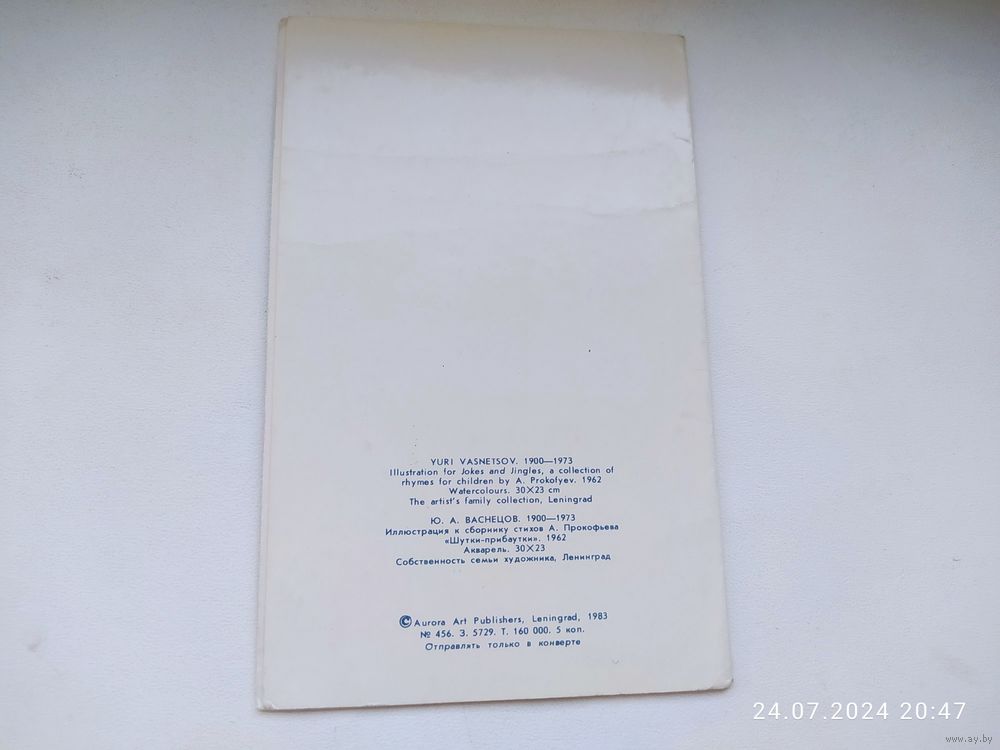 YURI VASNETSOV. 1900—1973
Illustration for Jokes and Jingles, a collection of
rhymes for children by A. Prokofyev. 1962
Watercolours. 30×23 cm
The artist's family collection, Leningrad
Ю. А. ВАСНЕЦОВ. 1900—1973
Иллюстрация к сборнику стихов А. Прокофьева
«Шутки-прибаутки». 1962
Акварель. 30×23
Собственность семьи художника, Ленинград
© Aurora Art Publishers, Leningrad, 1983
№ 456. З. 5729. Т. 160 000. 5 коп.
Отправлять только в конверте
24.07.2024 20:47
www.ay.by